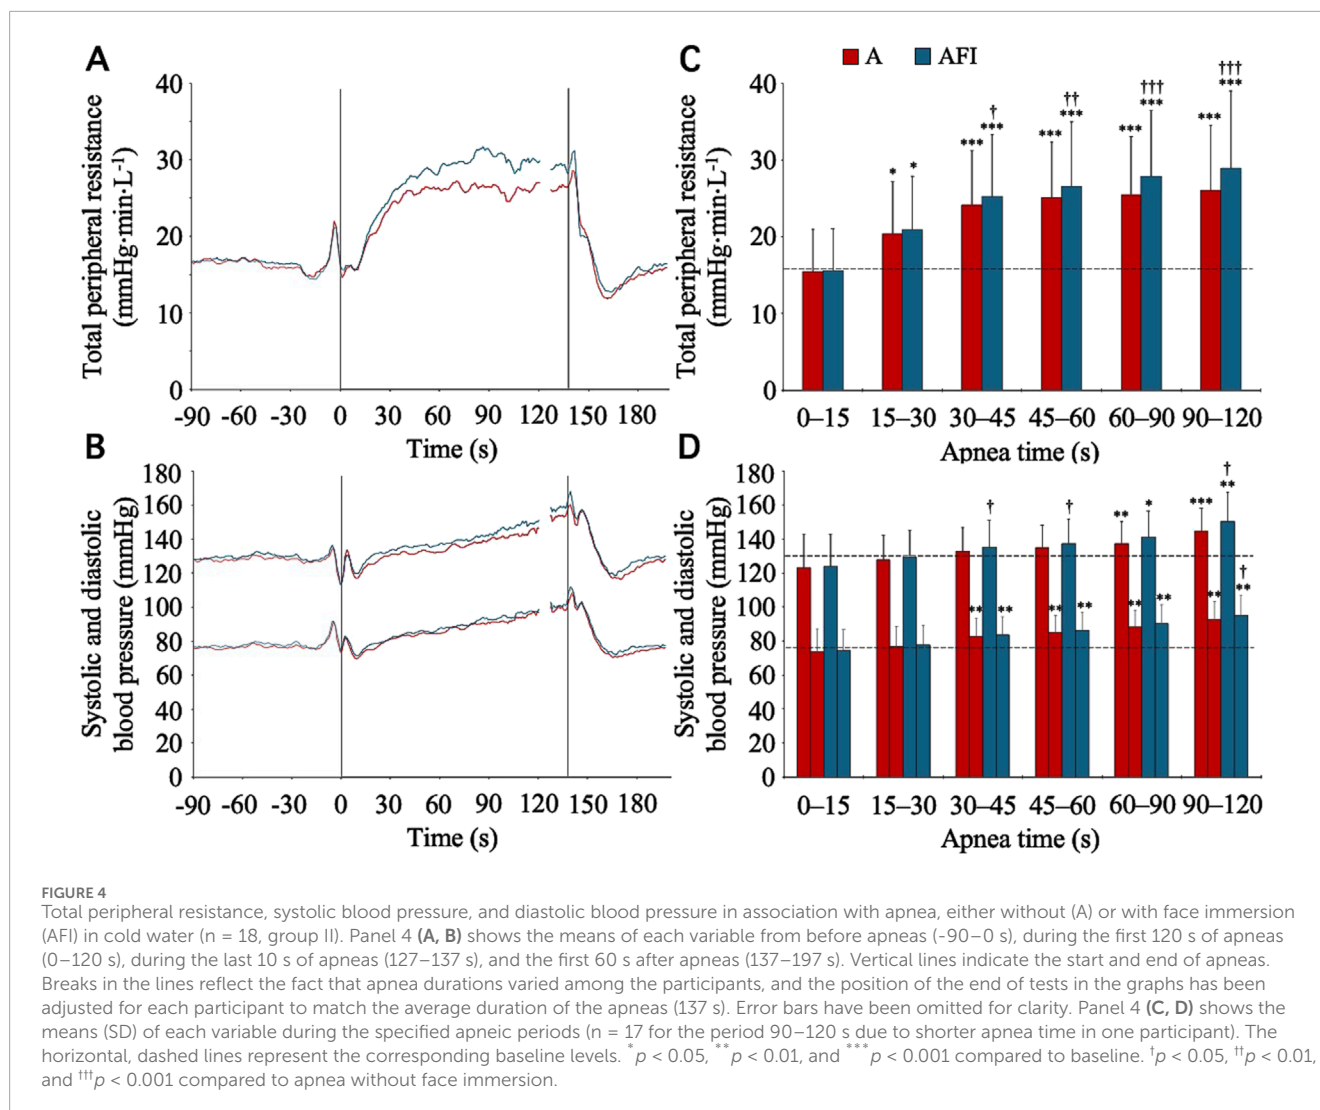 A
Total peripheral resistance
(mmHg·min·L⁻¹)
40
30
20
10
0
-90 -60 -30 0 30 60 90 120 150 180
Time (s)
C
A AFI
Total peripheral resistance
(mmHg·min·L⁻¹)
40
30
20
10
0
* *
*** † ***
*** †† ***
*** ††† ***
*** ††† ***
0–15 15–30 30–45 45–60 60–90 90–120
Apnea time (s)
B
Systolic and diastolic
blood pressure (mmHg)
180
160
140
120
100
80
60
40
20
0
-90 -60 -30 0 30 60 90 120 150 180
Time (s)
D
Systolic and diastolic
blood pressure (mmHg)
180
160
140
120
100
80
60
40
20
0
** † **
** † **
** ** * **
*** ** † ** † **
0–15 15–30 30–45 45–60 60–90 90–120
Apnea time (s)
FIGURE 4
Total peripheral resistance, systolic blood pressure, and diastolic blood pressure in association with apnea, either without (A) or with face immersion
(AFI) in cold water (n = 18, group II). Panel 4 (A, B) shows the means of each variable from before apneas (-90–0 s), during the first 120 s of apneas
(0–120 s), during the last 10 s of apneas (127–137 s), and the first 60 s after apneas (137–197 s). Vertical lines indicate the start and end of apneas.
Breaks in the lines reflect the fact that apnea durations varied among the participants, and the position of the end of tests in the graphs has been
adjusted for each participant to match the average duration of the apneas (137 s). Error bars have been omitted for clarity. Panel 4 (C, D) shows the
means (SD) of each variable during the specified apneic periods (n = 17 for the period 90–120 s due to shorter apnea time in one participant). The
horizontal, dashed lines represent the corresponding baseline levels. *p < 0.05, **p < 0.01, and ***p < 0.001 compared to baseline. †p < 0.05, ††p < 0.01,
and †††p < 0.001 compared to apnea without face immersion.